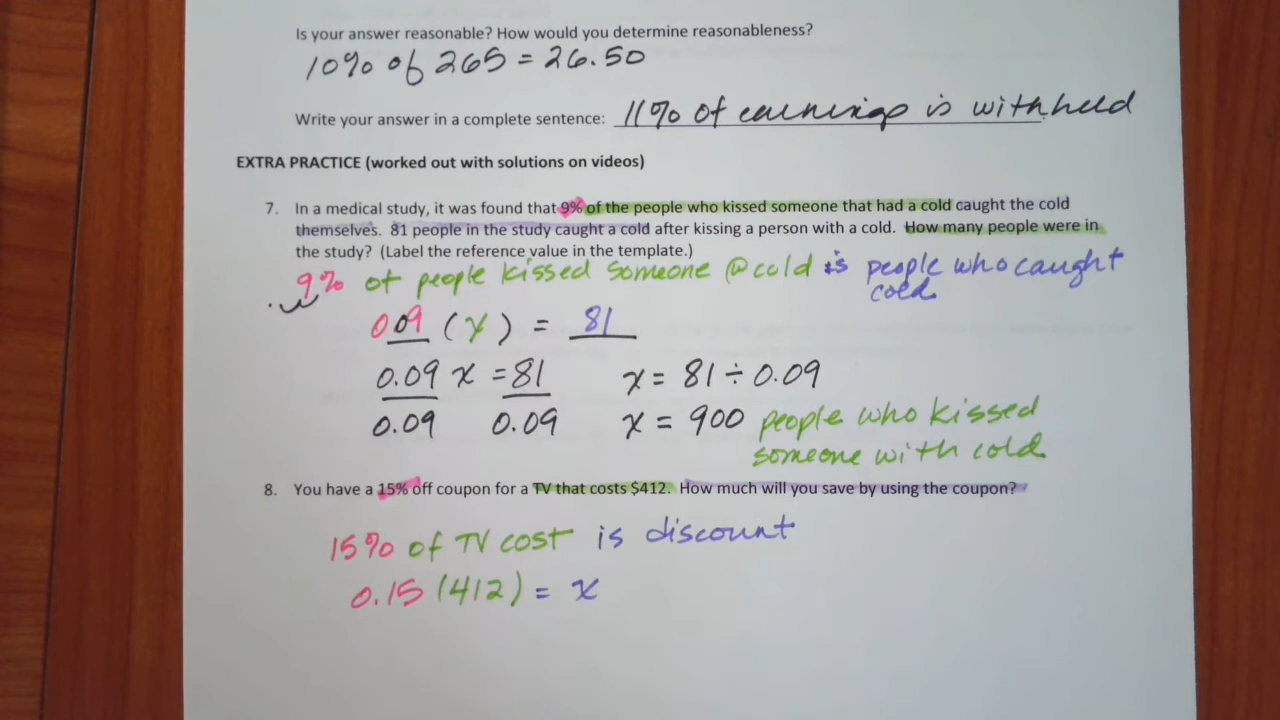 Is your answer reasonable? How would you determine reasonableness?
10% of 265 = 26.50
Write your answer in a complete sentence: 11% of earnings is withheld
EXTRA PRACTICE (worked out with solutions on videos)
7. In a medical study, it was found that 9% of the people who kissed someone that had a cold caught the cold
themselves. 81 people in the study caught a cold after kissing a person with a cold. How many people were in
the study? (Label the reference value in the template.)
9% of people kissed someone @ cold is people who caught
cold
0.09 (x) = 81
0.09 x = 81 x = 81 ÷ 0.09
0.09 0.09 x = 900 people who kissed
someone with cold
8. You have a 15% off coupon for a TV that costs $412. How much will you save by using the coupon?
15% of TV cost is discount
0.15 (412) = x